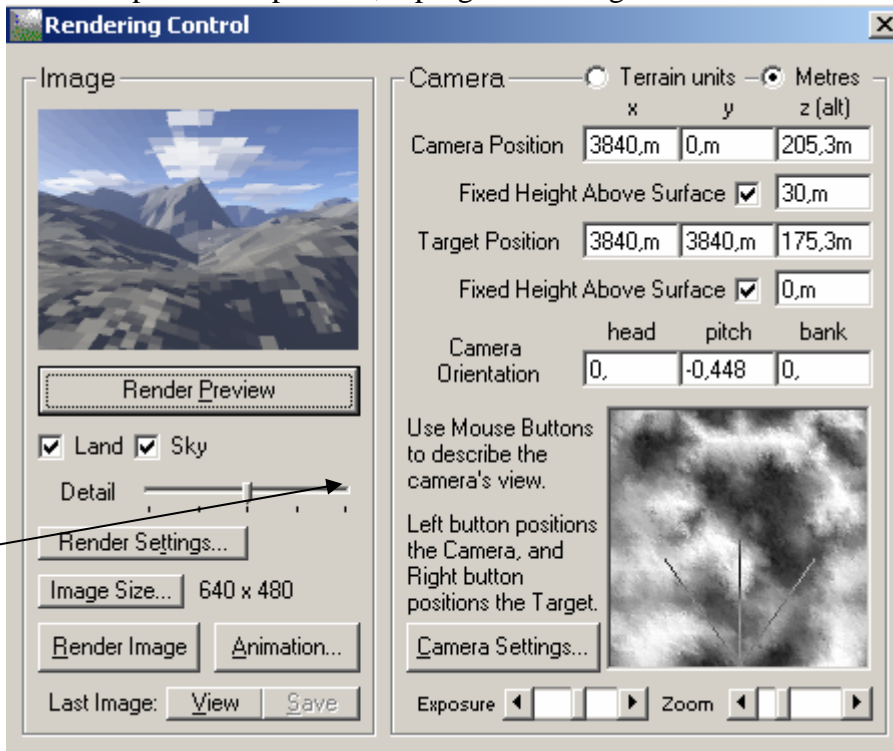 Rendering Control
Image
Render Preview
Land Sky
Detail
Render Settings...
Image Size... 640 x 480
Render Image Animation...
Last Image: View Save
Camera Terrain units Metres
x y z (alt)
Camera Position 3840,m 0,m 205,3m
Fixed Height Above Surface 30,m
Target Position 3840,m 3840,m 175,3m
Fixed Height Above Surface 0,m
head pitch bank
Camera
Orientation 0, -0,448 0,
Use Mouse Buttons
to describe the
camera's view.
Left button positions
the Camera, and
Right button
positions the Target.
Camera Settings...
Exposure Zoom